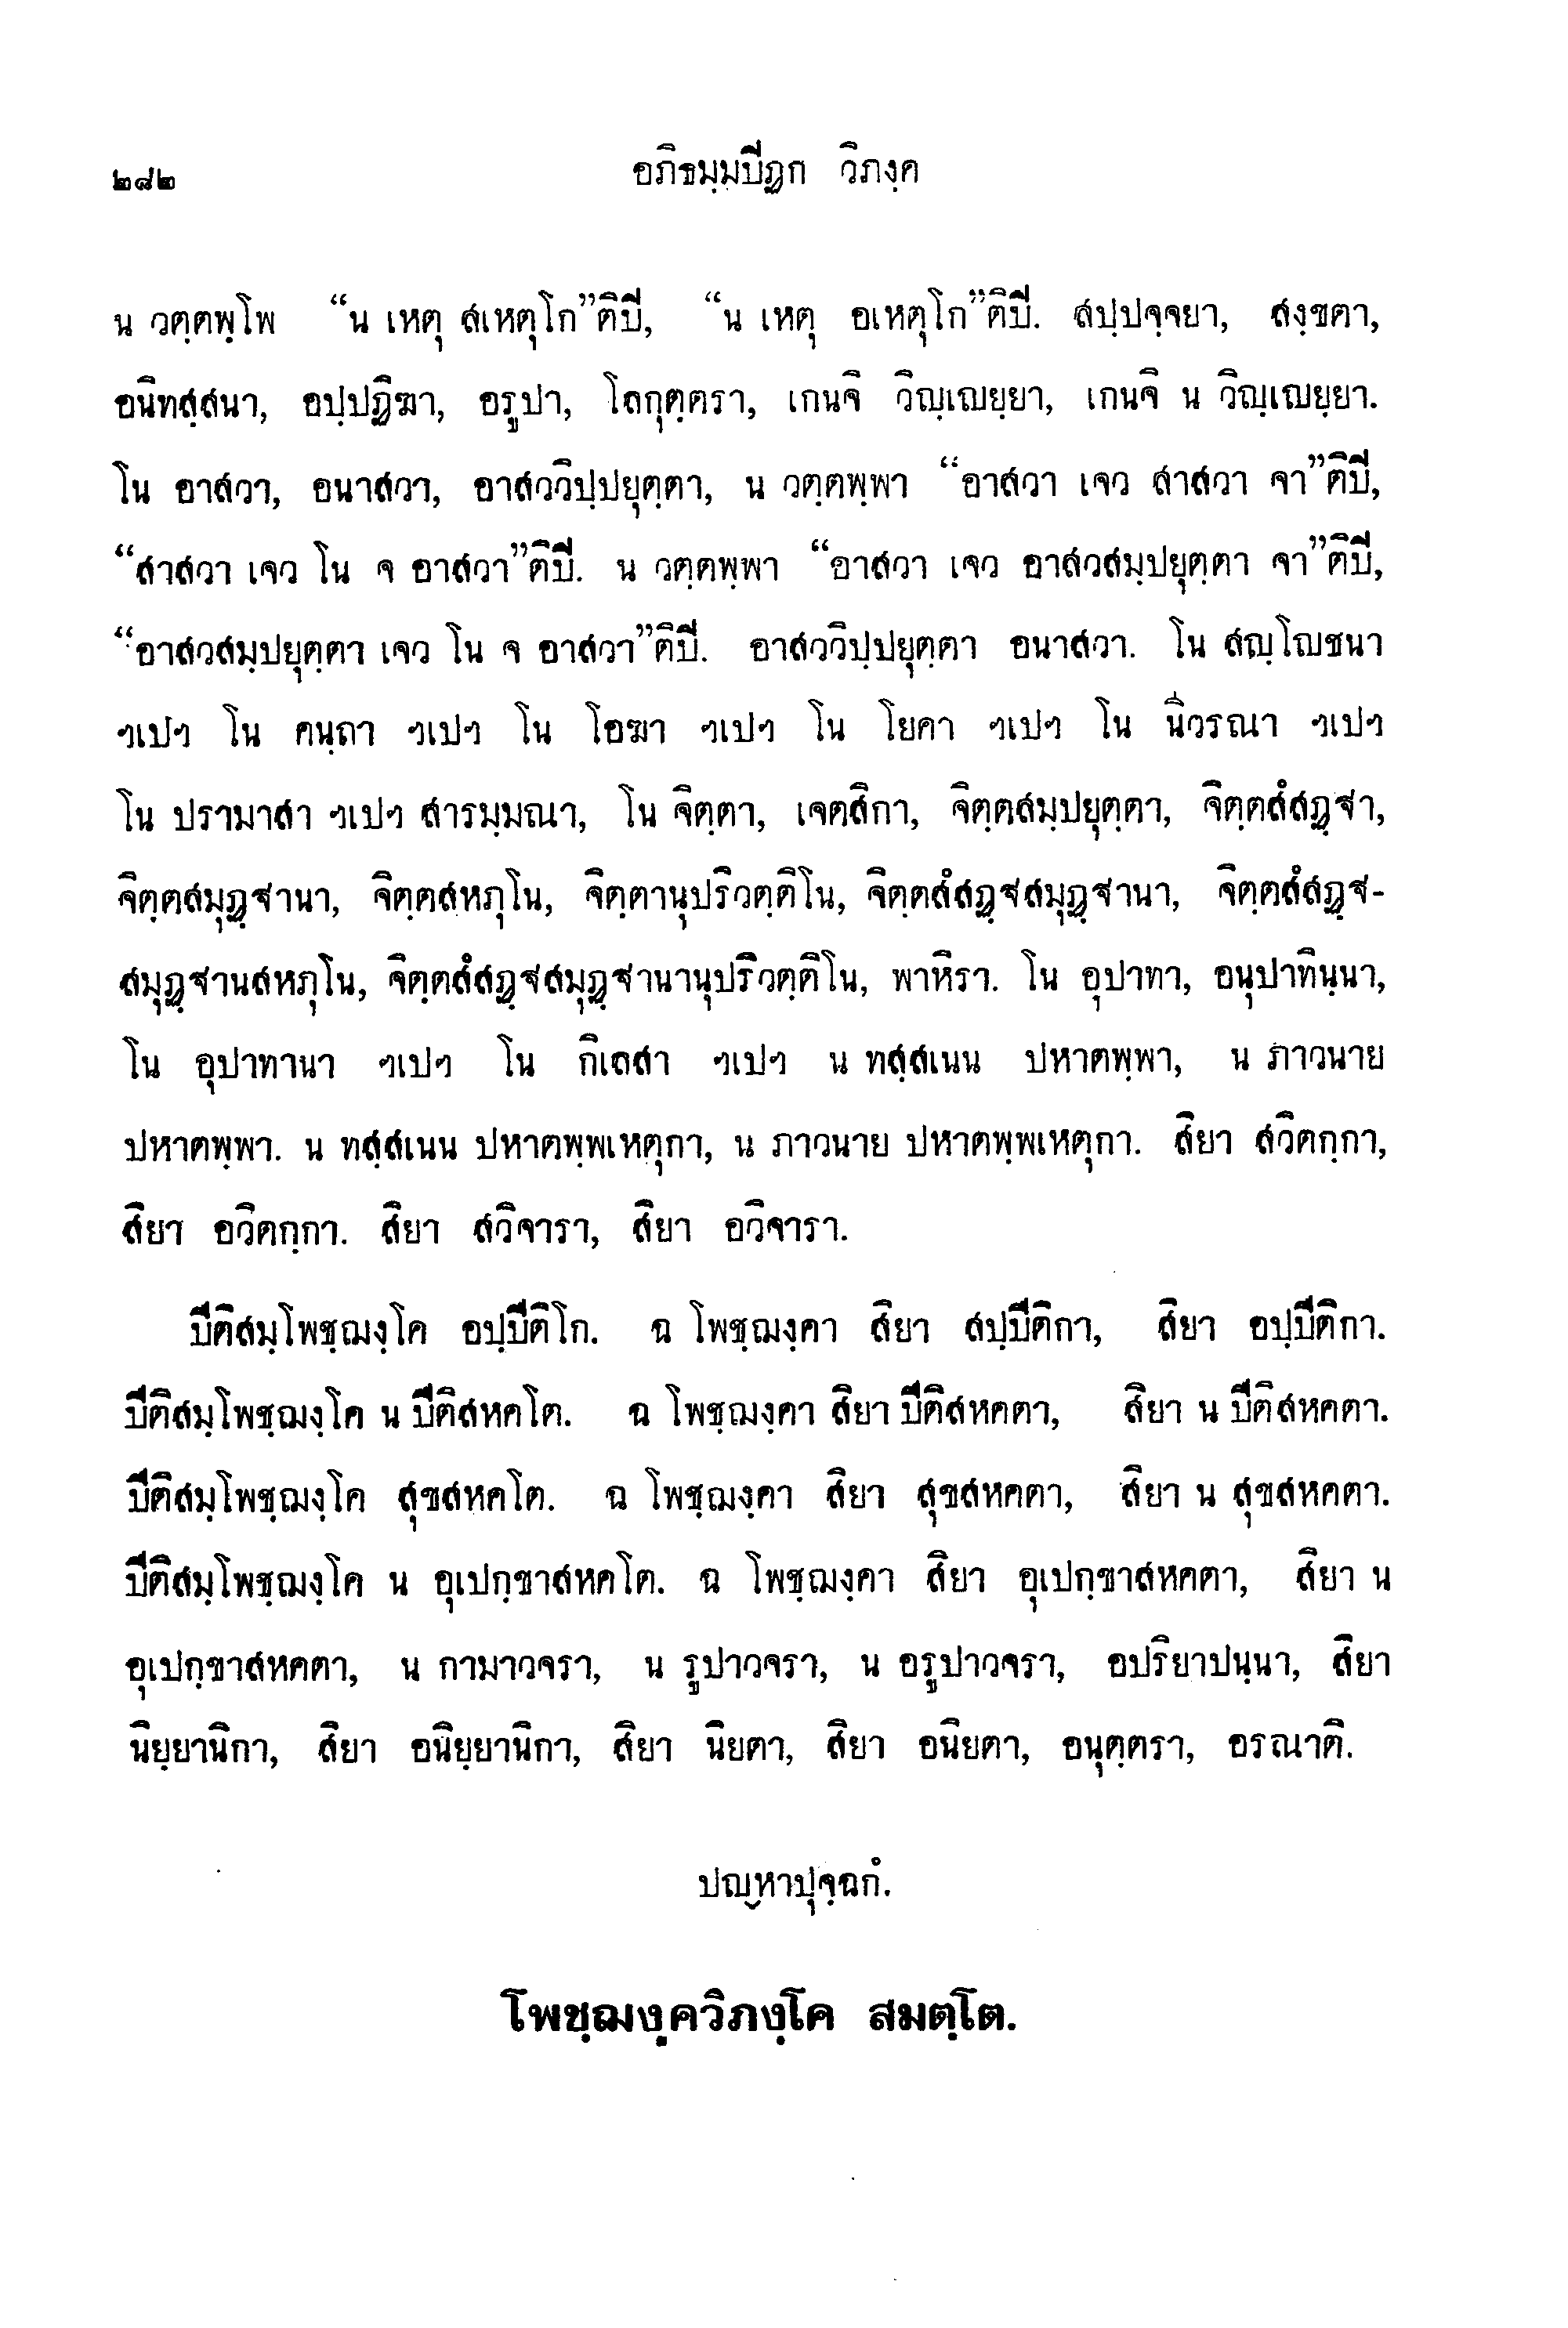 ๒๘๒ อภิธมฺมปีฏก วิภงฺค
น วตฺตพฺโพ “น เหตุ สเหตุโก”ติปี, “น เหตุ อเหตุโก”ติปี. สปฺปจฺจยา, สงฺขตา,
อนิทสฺสนา, อปฺปฏิฆา, อรูปา, โลกุตฺตรา, เกนจิ วิญฺเญยฺยา, เกนจิ น วิญฺเญยฺยา.
โน อาสวา, อนาสวา, อาสววิปฺปยุตฺตา, น วตฺตพฺพา “อาสวา เจว สาสวา จา”ติปี,
“สาสวา เจว โน จ อาสวา”ติปี. น วตฺตพฺพา “อาสวา เจว อาสวสมฺปยุตฺตา จา”ติปี,
“อาสวสมฺปยุตฺตา เจว โน จ อาสวา”ติปี. อาสววิปฺปยุตฺตา อนาสวา. โน สญฺโญชนา
ฯเปฯ โน คนฺถา ฯเปฯ โน โอฆา ฯเปฯ โน โยคา ฯเปฯ โน นิวรณา ฯเปฯ
โน ปรามาสา ฯเปฯ สารมฺมณา, โน จิตฺตา, เจตสิกา, จิตฺตสมฺปยุตฺตา, จิตฺตสํสฏฺฐา,
จิตฺตสมุฏฺฐานา, จิตฺตสหภุโน, จิตฺตานุปริวตฺติโน, จิตฺตสํสฏฺฐสมุฏฺฐานา, จิตฺตสํสฏฺฐ-
สมุฏฺฐานสหภุโน, จิตฺตสํสฏฺฐสมุฏฺฐานานุปริวตฺติโน, พาหิรา. โน อุปาทา, อนุปาทินฺนา,
โน อุปาทานา ฯเปฯ โน กิเลสา ฯเปฯ น ทสฺสเนน ปหาตพฺพา, น ภาวนาย
ปหาตพฺพา. น ทสฺสเนน ปหาตพฺพเหตุกา, น ภาวนาย ปหาตพฺพเหตุกา. สิยา สวิตกฺกา,
สิยา อวิตกฺกา. สิยา สวิจารา, สิยา อวิจารา.
ปีติสมฺโพชฺฌงฺโค อปฺปีติโก. ฉ โพชฺฌงฺคา สิยา สปฺปีติกา, สิยา อปฺปีติกา.
ปีติสมฺโพชฺฌงฺโค น ปีติสหคโต. ฉ โพชฺฌงฺคา สิยา ปีติสหคตา, สิยา น ปีติสหคตา.
ปีติสมฺโพชฺฌงฺโค สุขสหคโต. ฉ โพชฺฌงฺคา สิยา สุขสหคตา, สิยา น สุขสหคตา.
ปีติสมฺโพชฺฌงฺโค น อุเปกฺขาสหคโต. ฉ โพชฺฌงฺคา สิยา อุเปกฺขาสหคตา, สิยา น
อุเปกฺขาสหคตา, น กามาวจรา, น รูปาวจรา, น อรูปาวจรา, อปริยาปนฺนา, สิยา
นิยฺยานิกา, สิยา อนิยฺยานิกา, สิยา นิยตา, สิยา อนิยตา, อนุตฺตรา, อรณาติ.
ปญฺหาปุจฺฉกํ.
โพชฺฌงฺควิภงฺโค สมตฺโต.